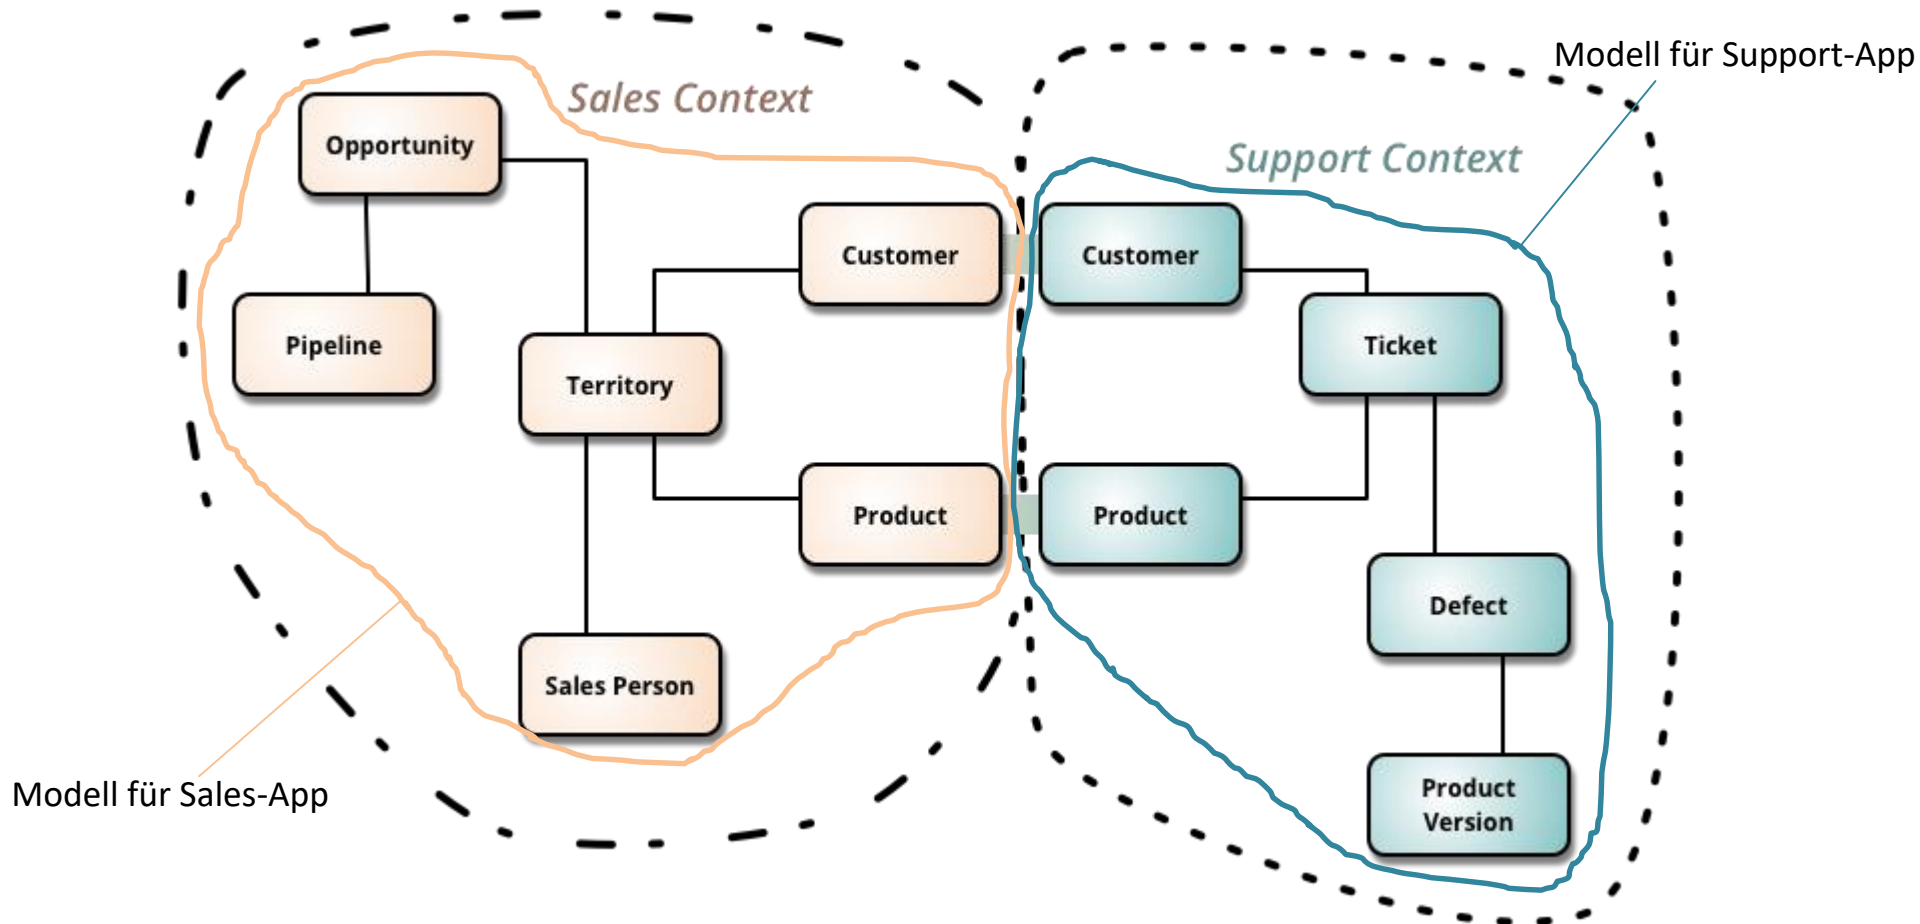 Modell für Support-App
Sales Context
Opportunity
Support Context
Customer
Customer
Pipeline
Ticket
Territory
Product
Product
Defect
Sales Person
Modell für Sales-App
Product
Version